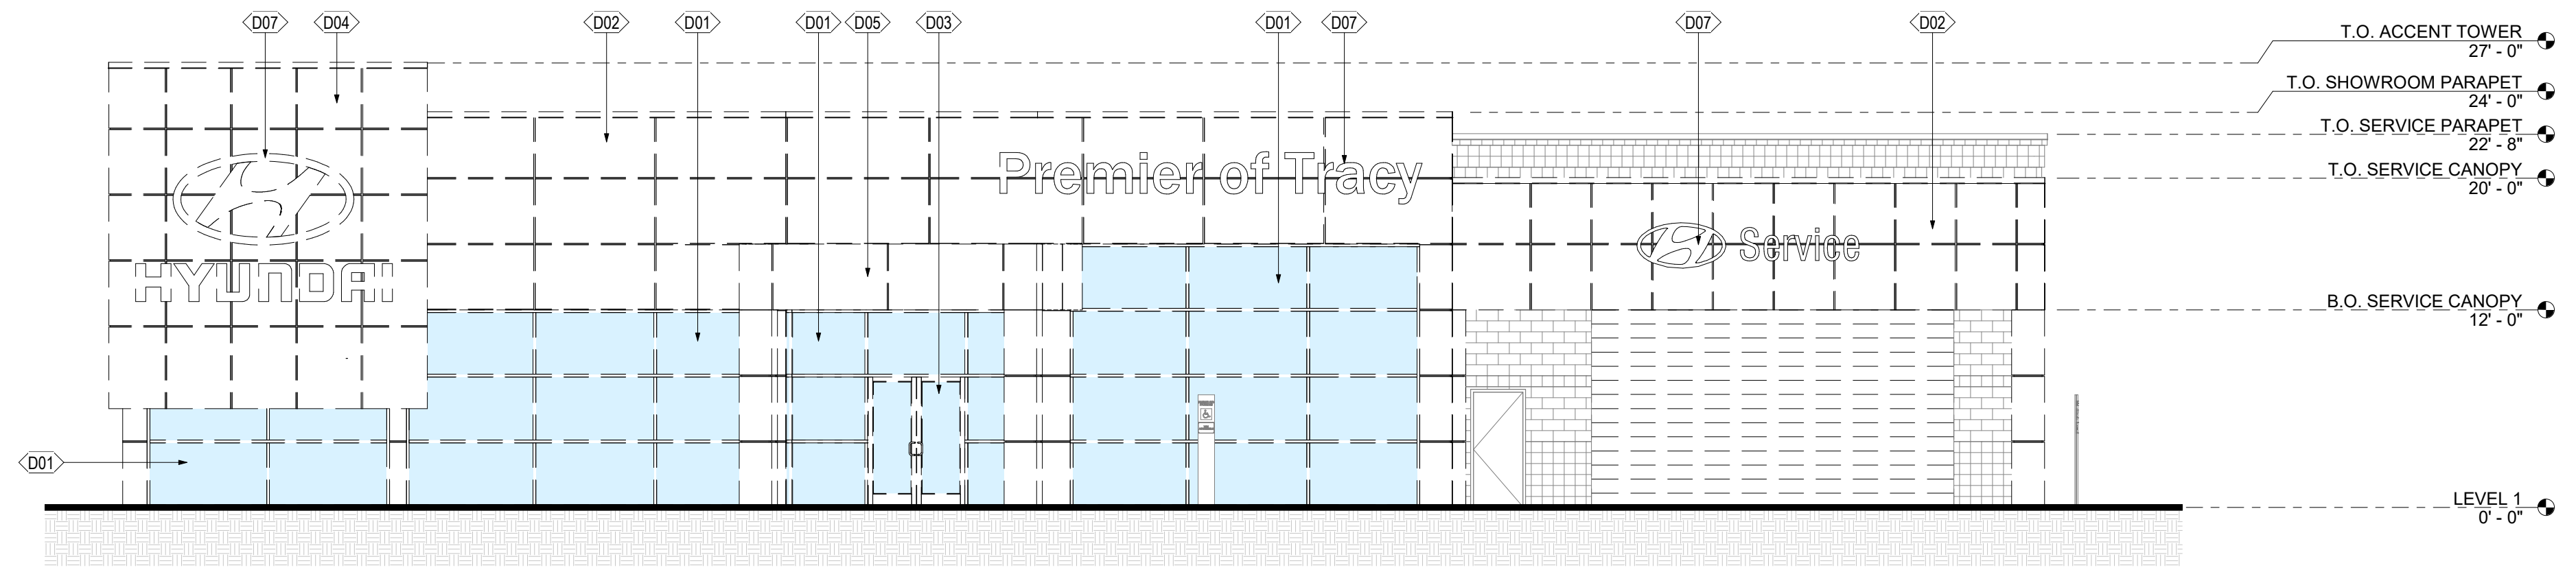 D07
D04
D02
D01
D01
D05
D03
D01
D07
D07
D02
T.O. ACCENT TOWER
27' - 0"
T.O. SHOWROOM PARAPET
24' - 0"
T.O. SERVICE PARAPET
22' - 8"
T.O. SERVICE CANOPY
20' - 0"
Premier of Tracy
Service
HYUNDAI
B.O. SERVICE CANOPY
12' - 0"
D01
LEVEL 1
0' - 0"